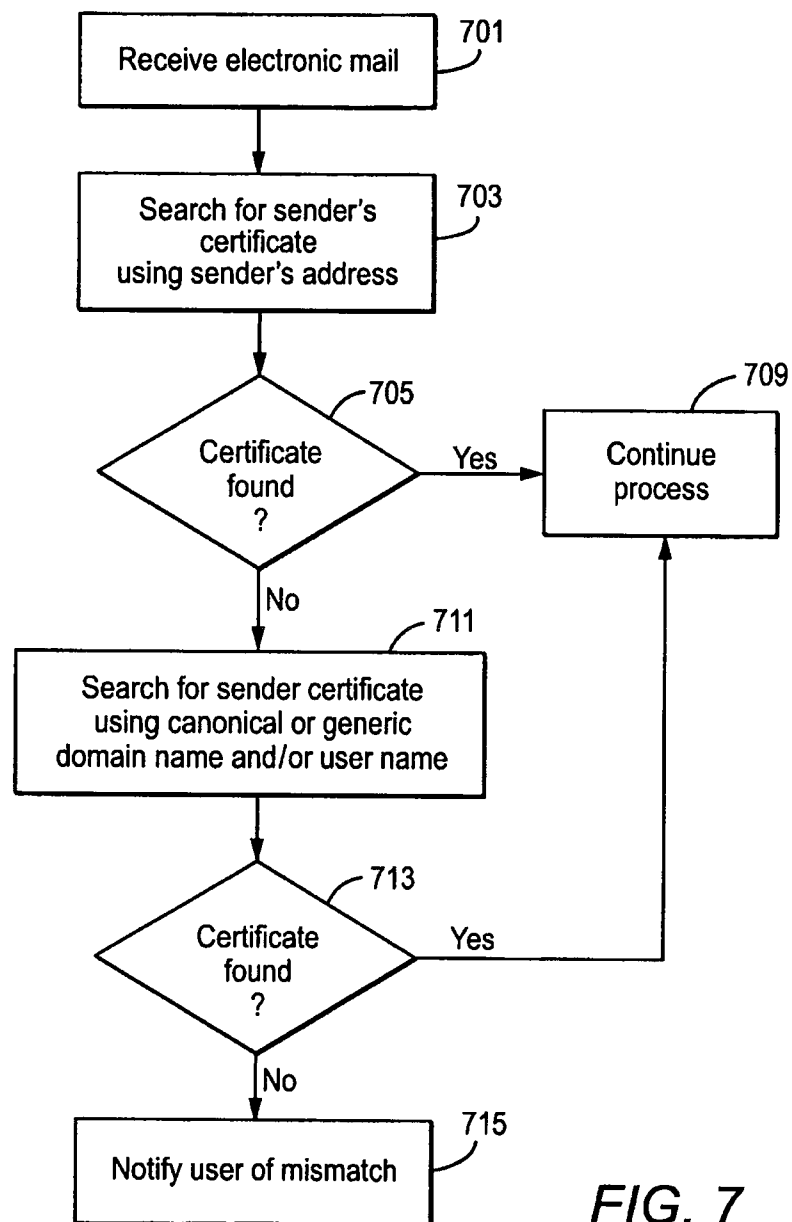 Receive electronic mail
701
Search for sender's
certificate
using sender's address
703
Certificate
found
?
705
Yes
Continue
process
709
No
Search for sender certificate
using canonical or generic
domain name and/or user name
711
Certificate
found
?
713
Yes
No
Notify user of mismatch
715
FIG. 7